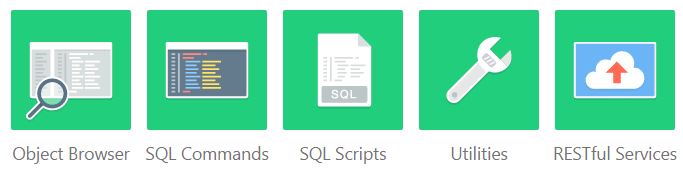 SQL
Object Browser
SQL Commands
SQL Scripts
Utilities
RESTful Services